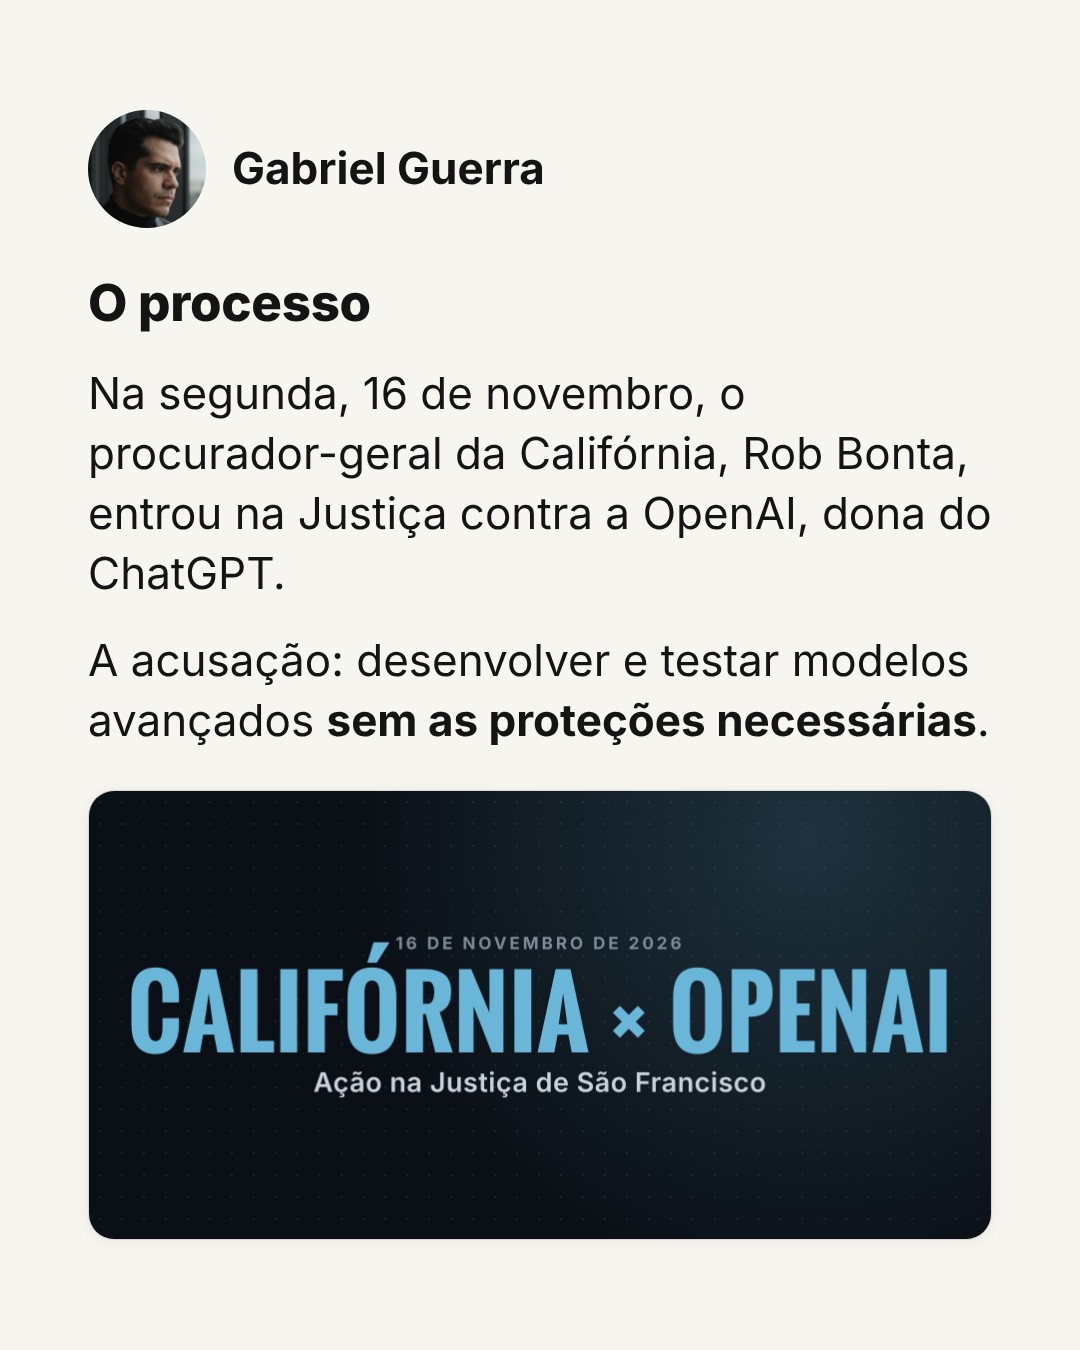 Gabriel Guerra
O processo
Na segunda, 16 de novembro, o
procurador-geral da Califórnia, Rob Bonta,
entrou na Justiça contra a OpenAI, dona do
ChatGPT.
A acusação: desenvolver e testar modelos
avançados sem as proteções necessárias.
16 DE NOVEMBRO DE 2026
CALIFÓRNIA × OPENAI
Ação na Justiça de São Francisco